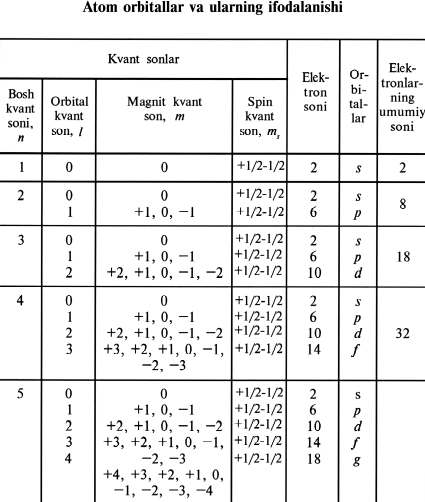 Atom orbitallar va ularning ifodalanishi
Kvant sonlar
Elek-
tron
soni
Or-
bi-
tal-
lar
Elek-
tronlar-
ning
umumiy
soni
Bosh
kvant
soni,
n
Orbital
kvant
son, l
Magnit kvant
son, m
Spin
kvant
son, ms
1 0 0 +1/2-1/2 2 s 2
2 0 0 +1/2-1/2 2 s 8
1 +1, 0, −1 +1/2-1/2 6 p
3 0 0 +1/2-1/2 2 s 18
1 +1, 0, −1 +1/2-1/2 6 p
2 +2, +1, 0, −1, −2 +1/2-1/2 10 d
4 0 0 +1/2-1/2 2 s 32
1 +1, 0, −1 +1/2-1/2 6 p
2 +2, +1, 0, −1, −2 +1/2-1/2 10 d
3 +3, +2, +1, 0, −1, +1/2-1/2 14 f
−2, −3
5 0 0 +1/2-1/2 2 s
1 +1, 0, −1 +1/2-1/2 6 p
2 +2, +1, 0, −1, −2 +1/2-1/2 10 d
3 +3, +2, +1, 0, −1, +1/2-1/2 14 f
4 −2, −3 +1/2-1/2 18 g
+4, +3, +2, +1, 0,
−1, −2, −3, −4